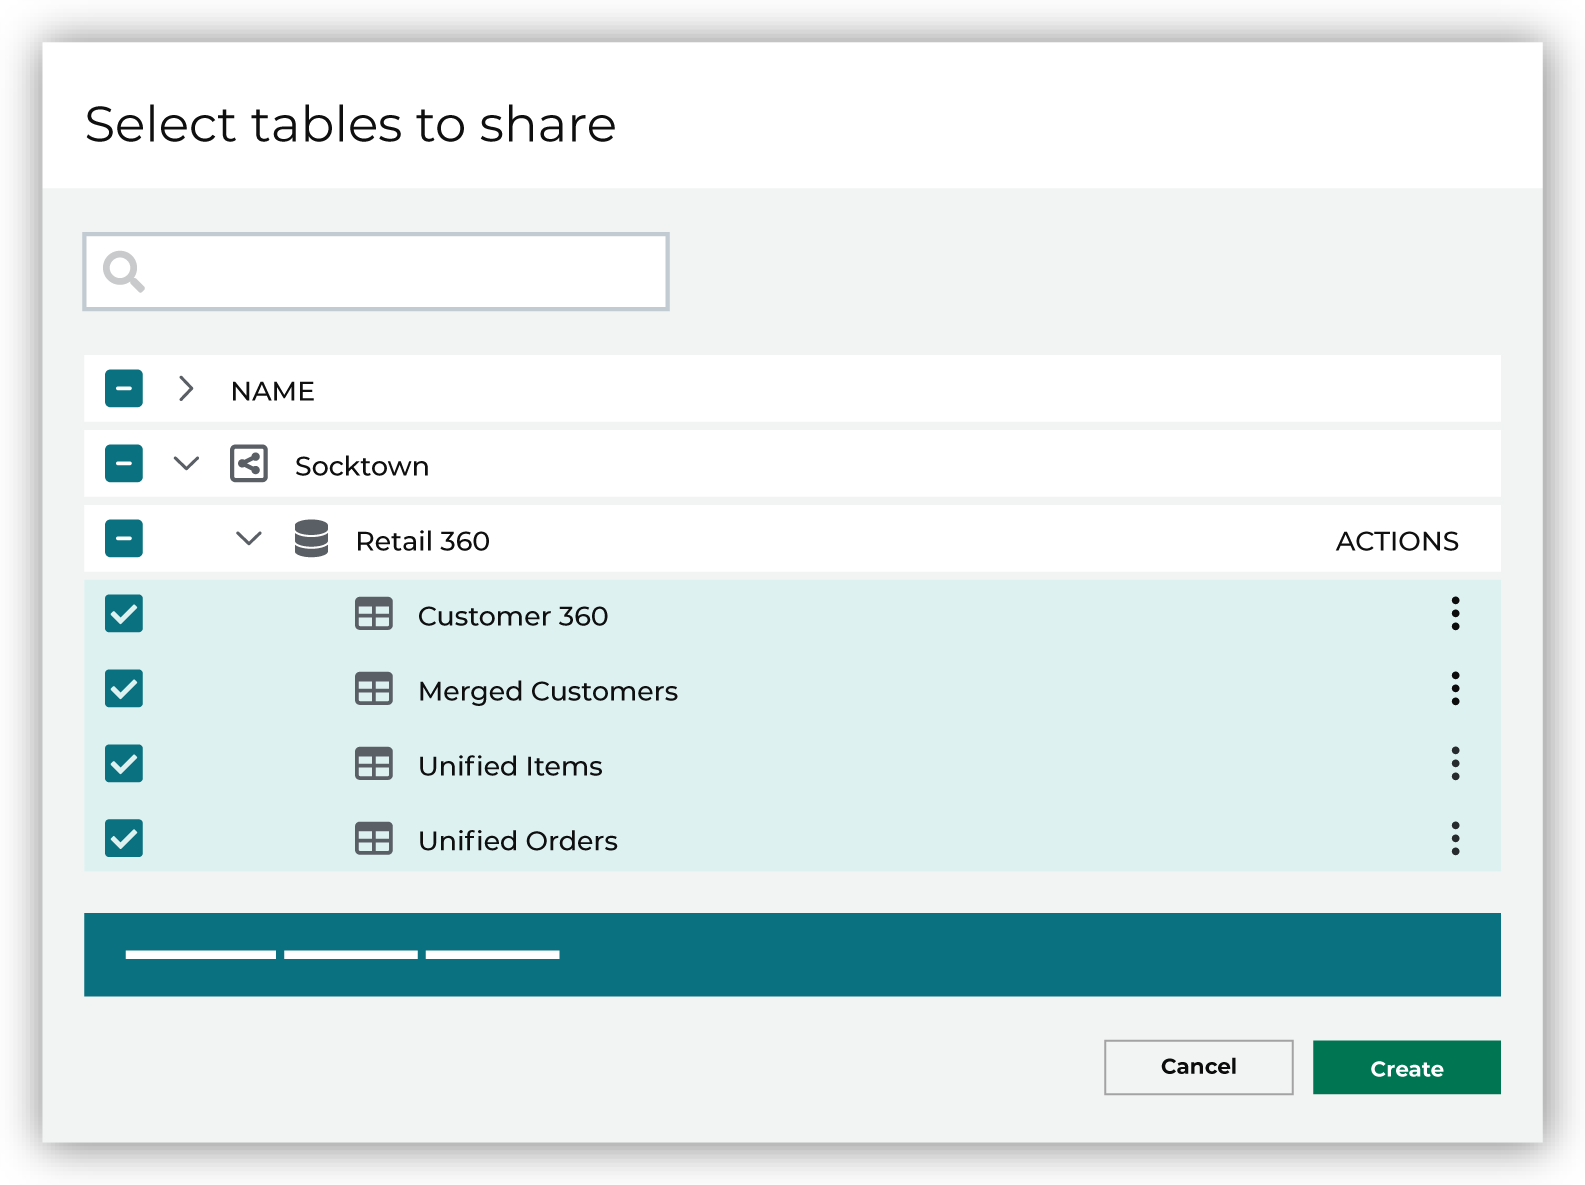 Select tables to share
NAME
Socktown
Retail 360 ACTIONS
Customer 360
Merged Customers
Unified Items
Unified Orders
Cancel Create